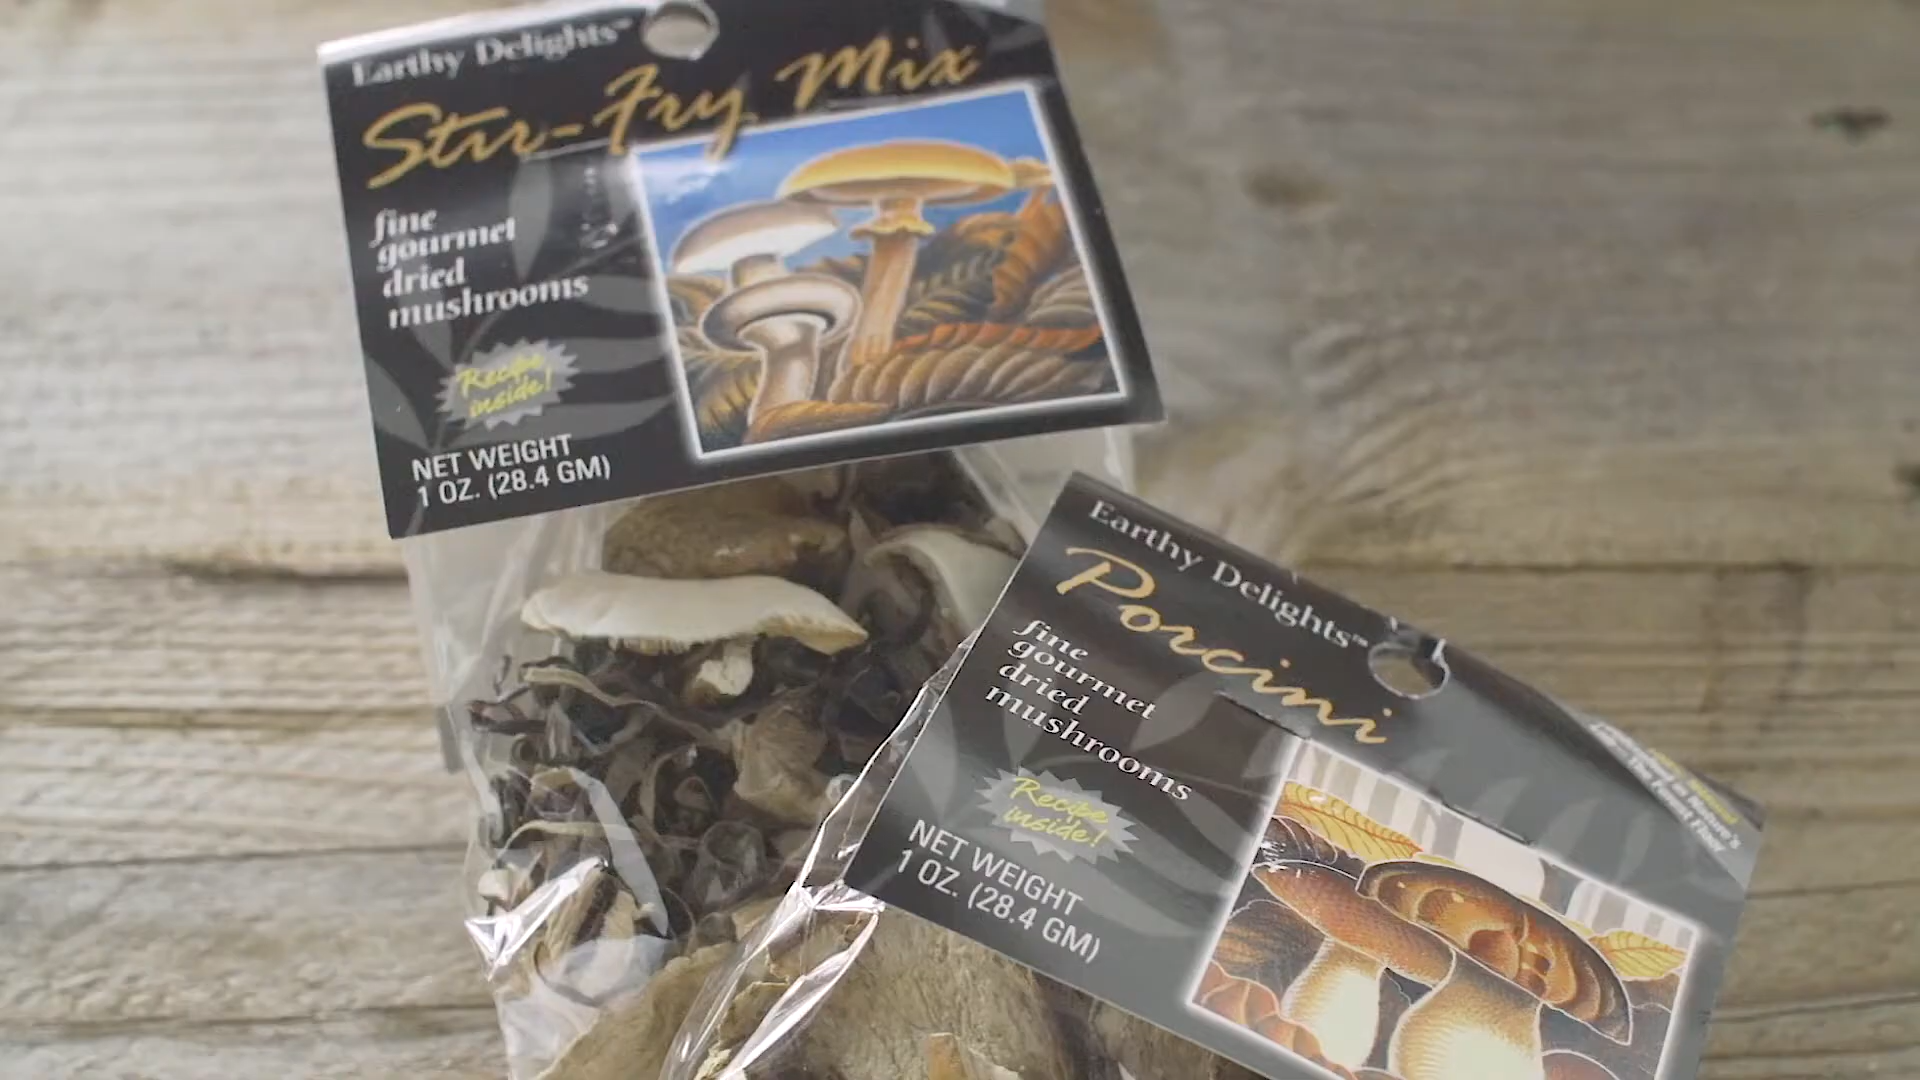 Earthy Delights™
Stir-Fry Mix
fine
gourmet
dried
mushrooms
Recipe
inside!
NET WEIGHT
1 OZ. (28.4 GM)
Earthy Delights™
Porcini
fine
gourmet
dried
mushrooms
Recipe
inside!
NET WEIGHT
1 OZ. (28.4 GM)